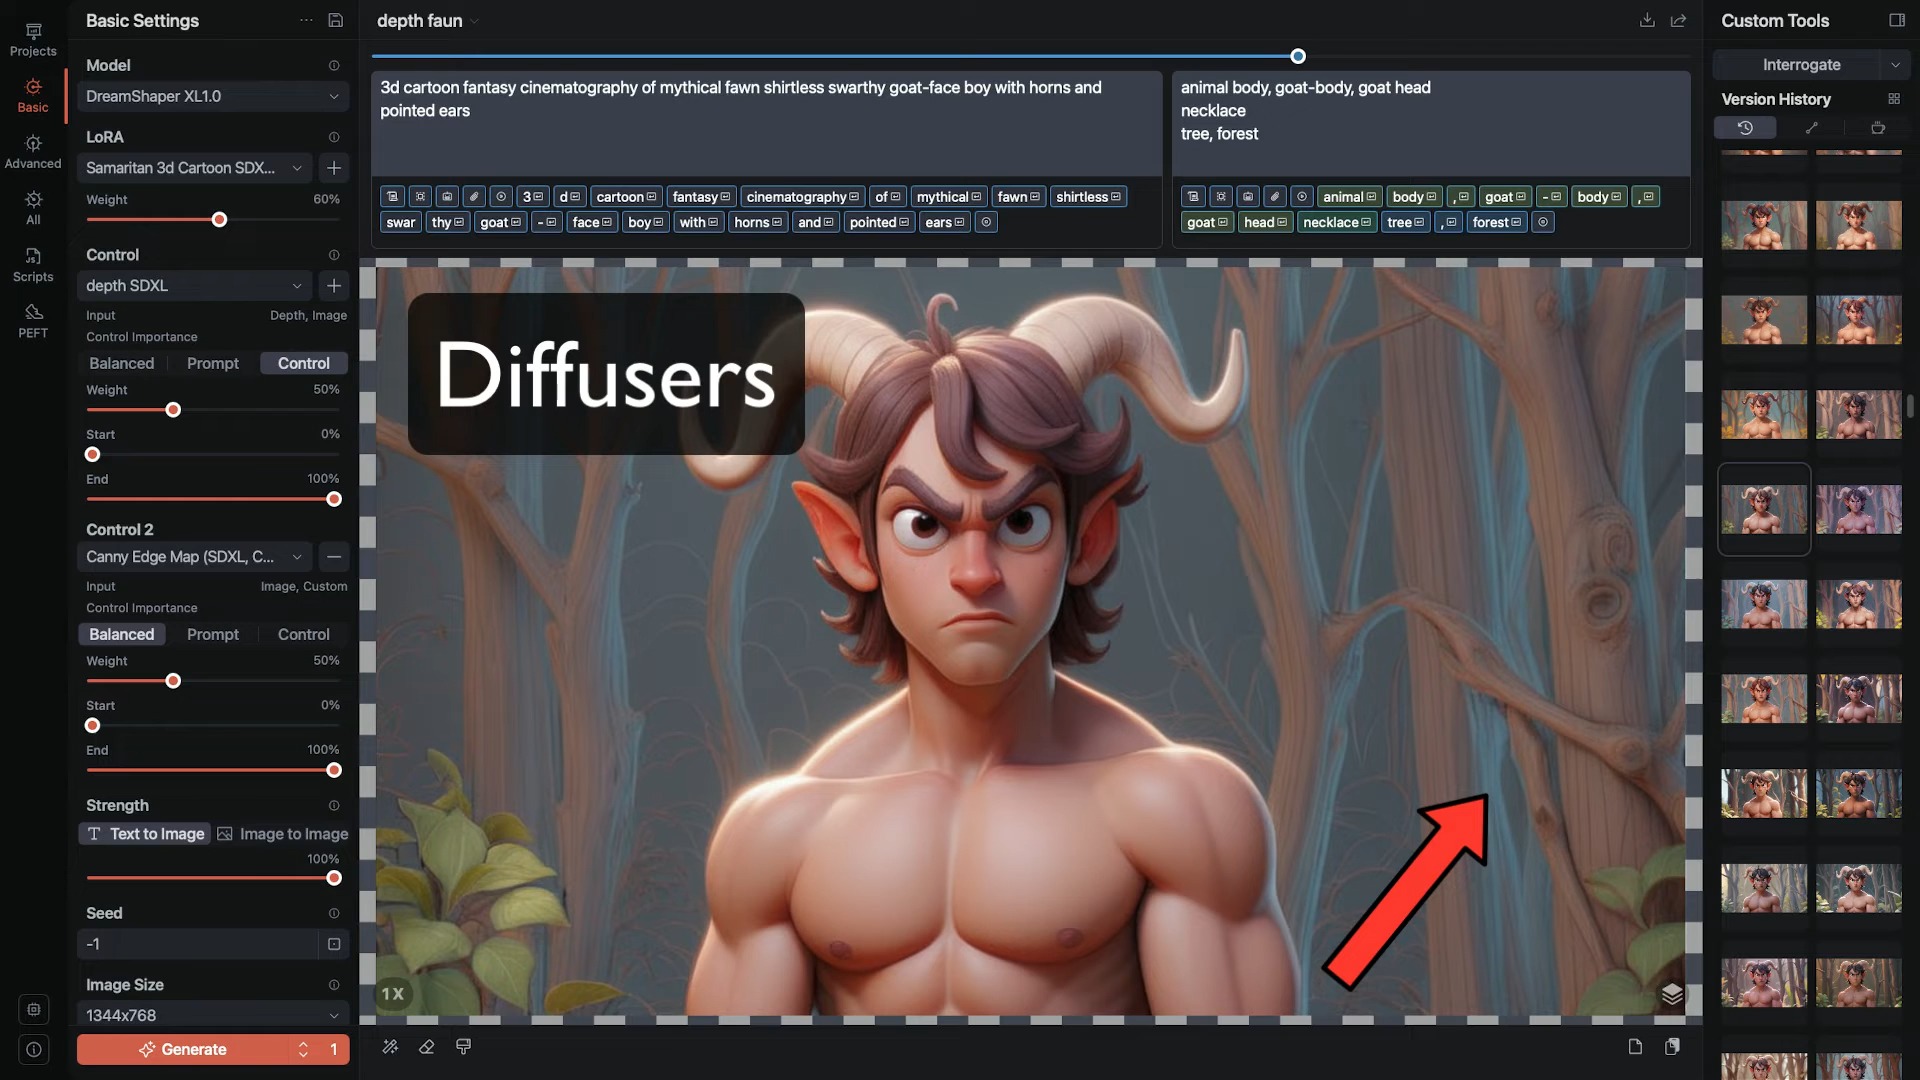 Projects
Basic
Advanced
All
Scripts
PEFT
Basic Settings
Model
DreamShaper XL1.0
LoRA
Samaritan 3d Cartoon SDX...
Weight 60%
Control
depth SDXL
Input Depth, Image
Control Importance
Balanced Prompt Control
Weight 50%
Start 0%
End 100%
Control 2
Canny Edge Map (SDXL, C...
Input Image, Custom
Control Importance
Balanced Prompt Control
Weight 50%
Start 0%
End 100%
Strength
Text to Image Image to Image
100%
Seed
-1
Image Size
1344x768
Generate 1
depth faun
3d cartoon fantasy cinematography of mythical fawn shirtless swarthy goat-face boy with horns and
pointed ears
3 d cartoon fantasy cinematography of mythical fawn shirtless
swar thy goat - face boy with horns and pointed ears
animal body, goat-body, goat head
necklace
tree, forest
animal body , goat - body ,
goat head necklace tree , forest
Diffusers
1X
Custom Tools
Interrogate
Version History